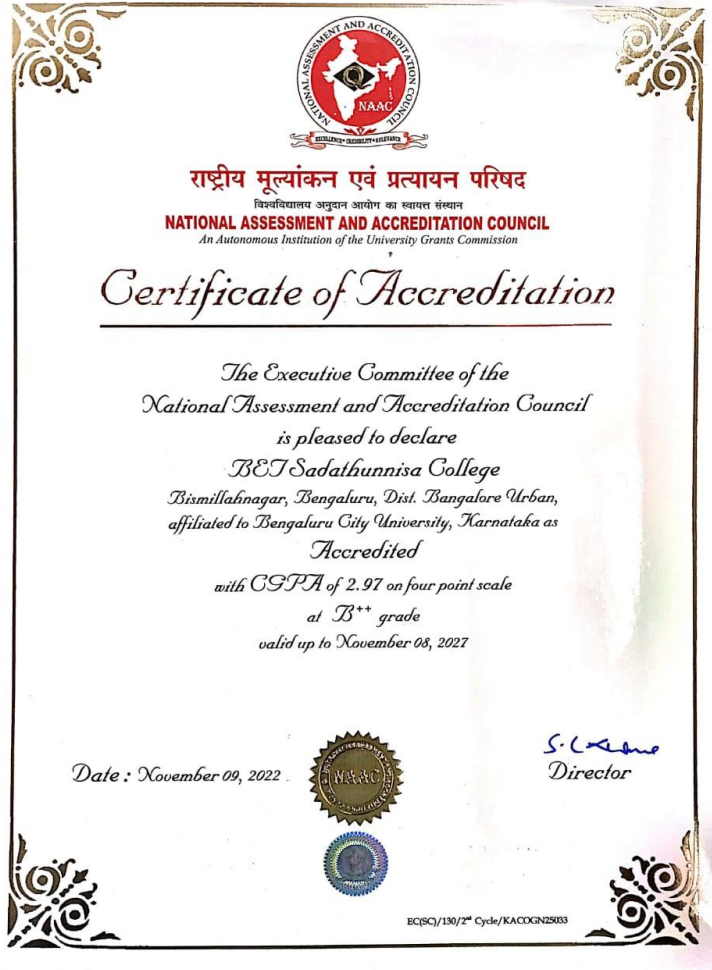 NATIONAL ASSESSMENT AND ACCREDITATION COUNCIL
NAAC
EXCELLENCE • CREDIBILITY • RELEVANCE
राष्ट्रीय मूल्यांकन एवं प्रत्यायन परिषद
विश्वविद्यालय अनुदान आयोग का स्वायत्त संस्थान
NATIONAL ASSESSMENT AND ACCREDITATION COUNCIL
An Autonomous Institution of the University Grants Commission
Certificate of Accreditation
The Executive Committee of the
National Assessment and Accreditation Council
is pleased to declare
BET Sadathunnisa College
Bismillahnagar, Bengaluru, Dist. Bangalore Urban,
affiliated to Bengaluru City University, Karnataka as
Accredited
with CGPA of 2.97 on four point scale
at B++ grade
valid up to November 08, 2027
Date : November 09, 2022
NAAC
Director
EC(SC)/130/2nd Cycle/KACOGN25033